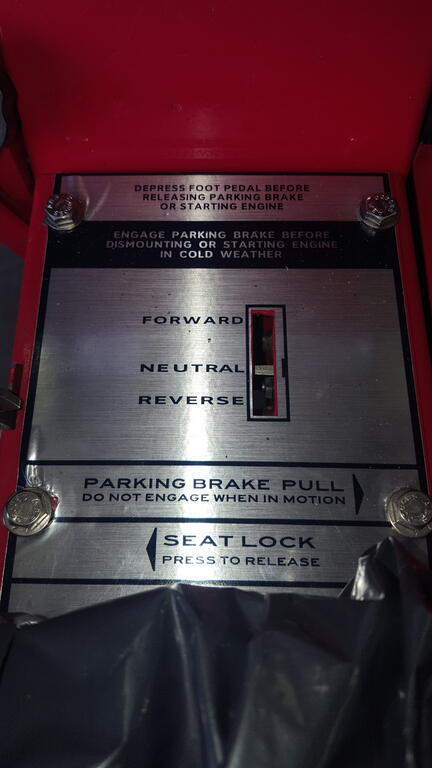 DEPRESS FOOT PEDAL BEFORE
RELEASING PARKING BRAKE
OR STARTING ENGINE
ENGAGE PARKING BRAKE BEFORE
DISMOUNTING OR STARTING ENGINE
IN COLD WEATHER
FORWARD
NEUTRAL
REVERSE
PARKING BRAKE PULL
DO NOT ENGAGE WHEN IN MOTION
SEAT LOCK
PRESS TO RELEASE